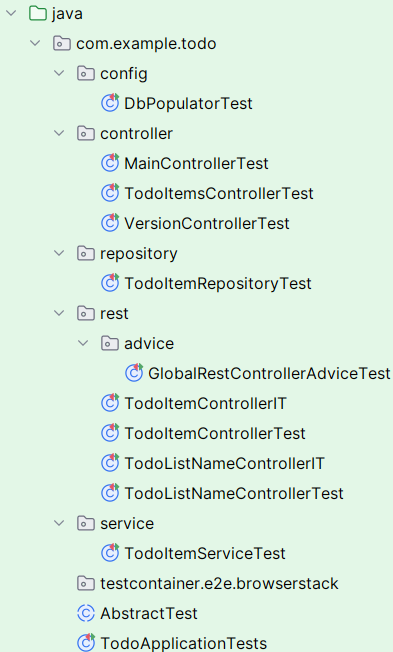 java
com.example.todo
config
DbPopulatorTest
controller
MainControllerTest
TodoItemsControllerTest
VersionControllerTest
repository
TodoItemRepositoryTest
rest
advice
GlobalRestControllerAdviceTest
TodoItemControllerIT
TodoItemControllerTest
TodoListNameControllerIT
TodoListNameControllerTest
service
TodoItemServiceTest
testcontainer.e2e.browserstack
AbstractTest
TodoApplicationTests